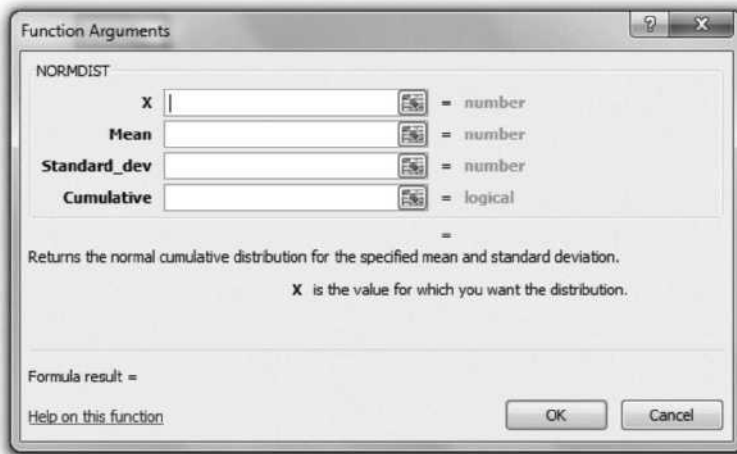 Function Arguments
NORMDIST
X = number
Mean = number
Standard_dev = number
Cumulative = logical
=
Returns the normal cumulative distribution for the specified mean and standard deviation.
X is the value for which you want the distribution.
Formula result =
Help on this function
OK Cancel